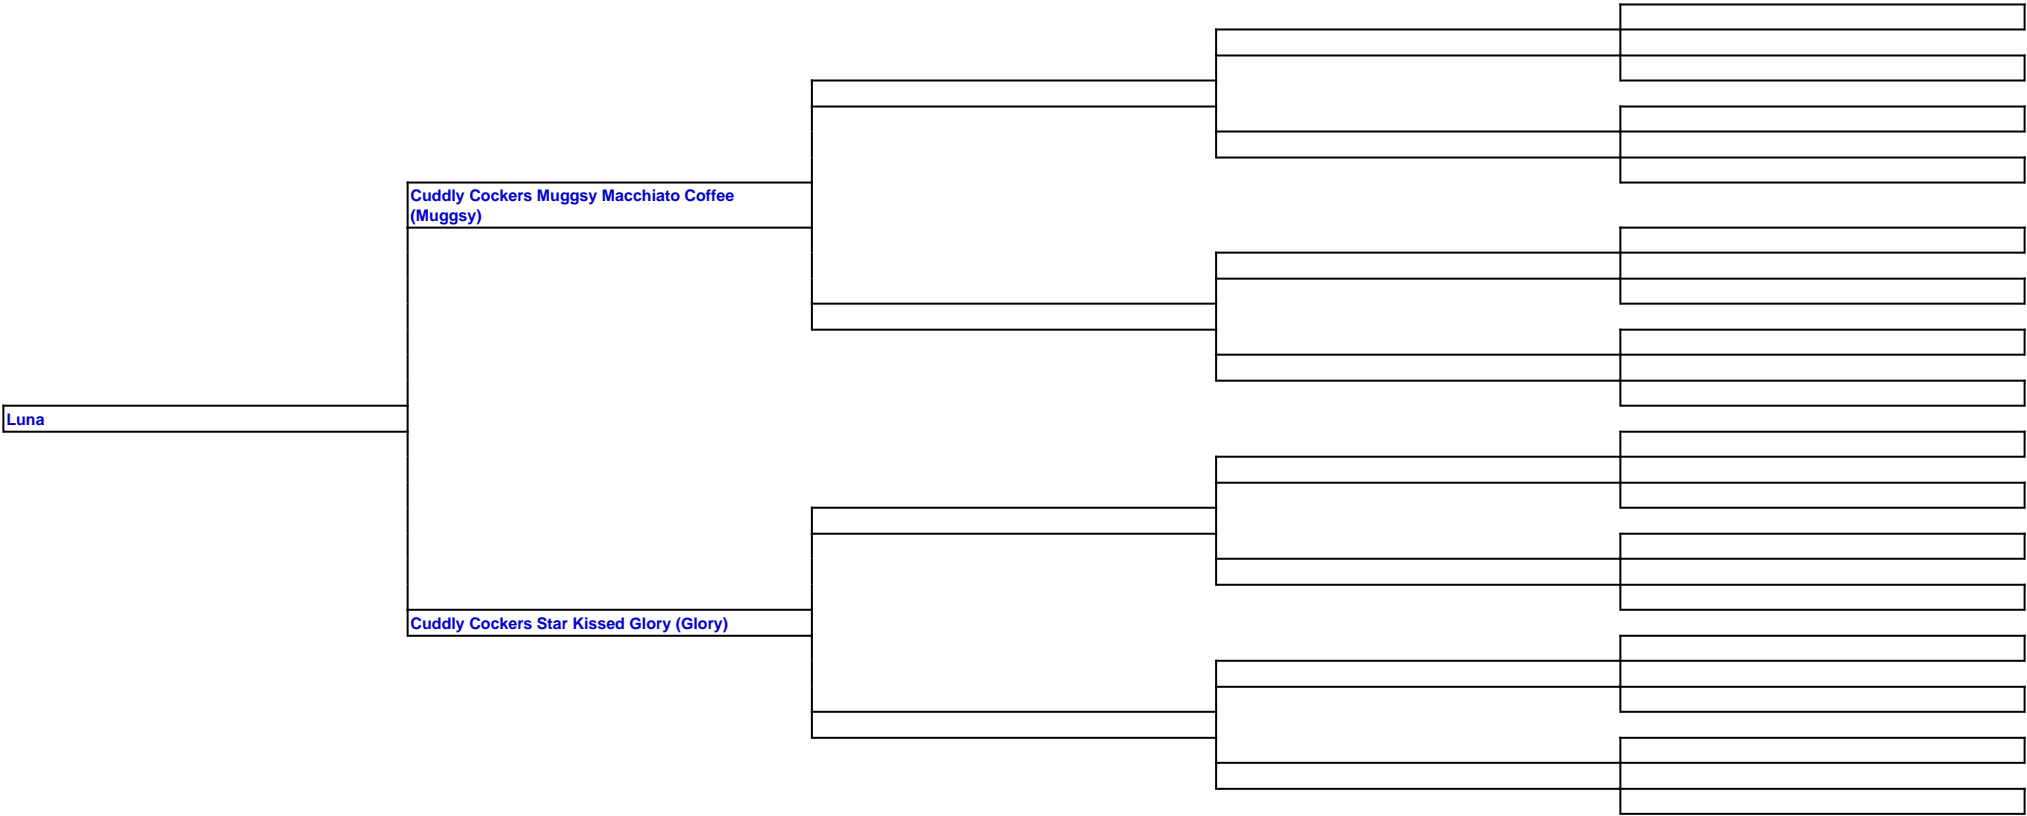 Cuddly Cockers Muggsy Macchiato Coffee
(Muggsy)
Luna
Cuddly Cockers Star Kissed Glory (Glory)